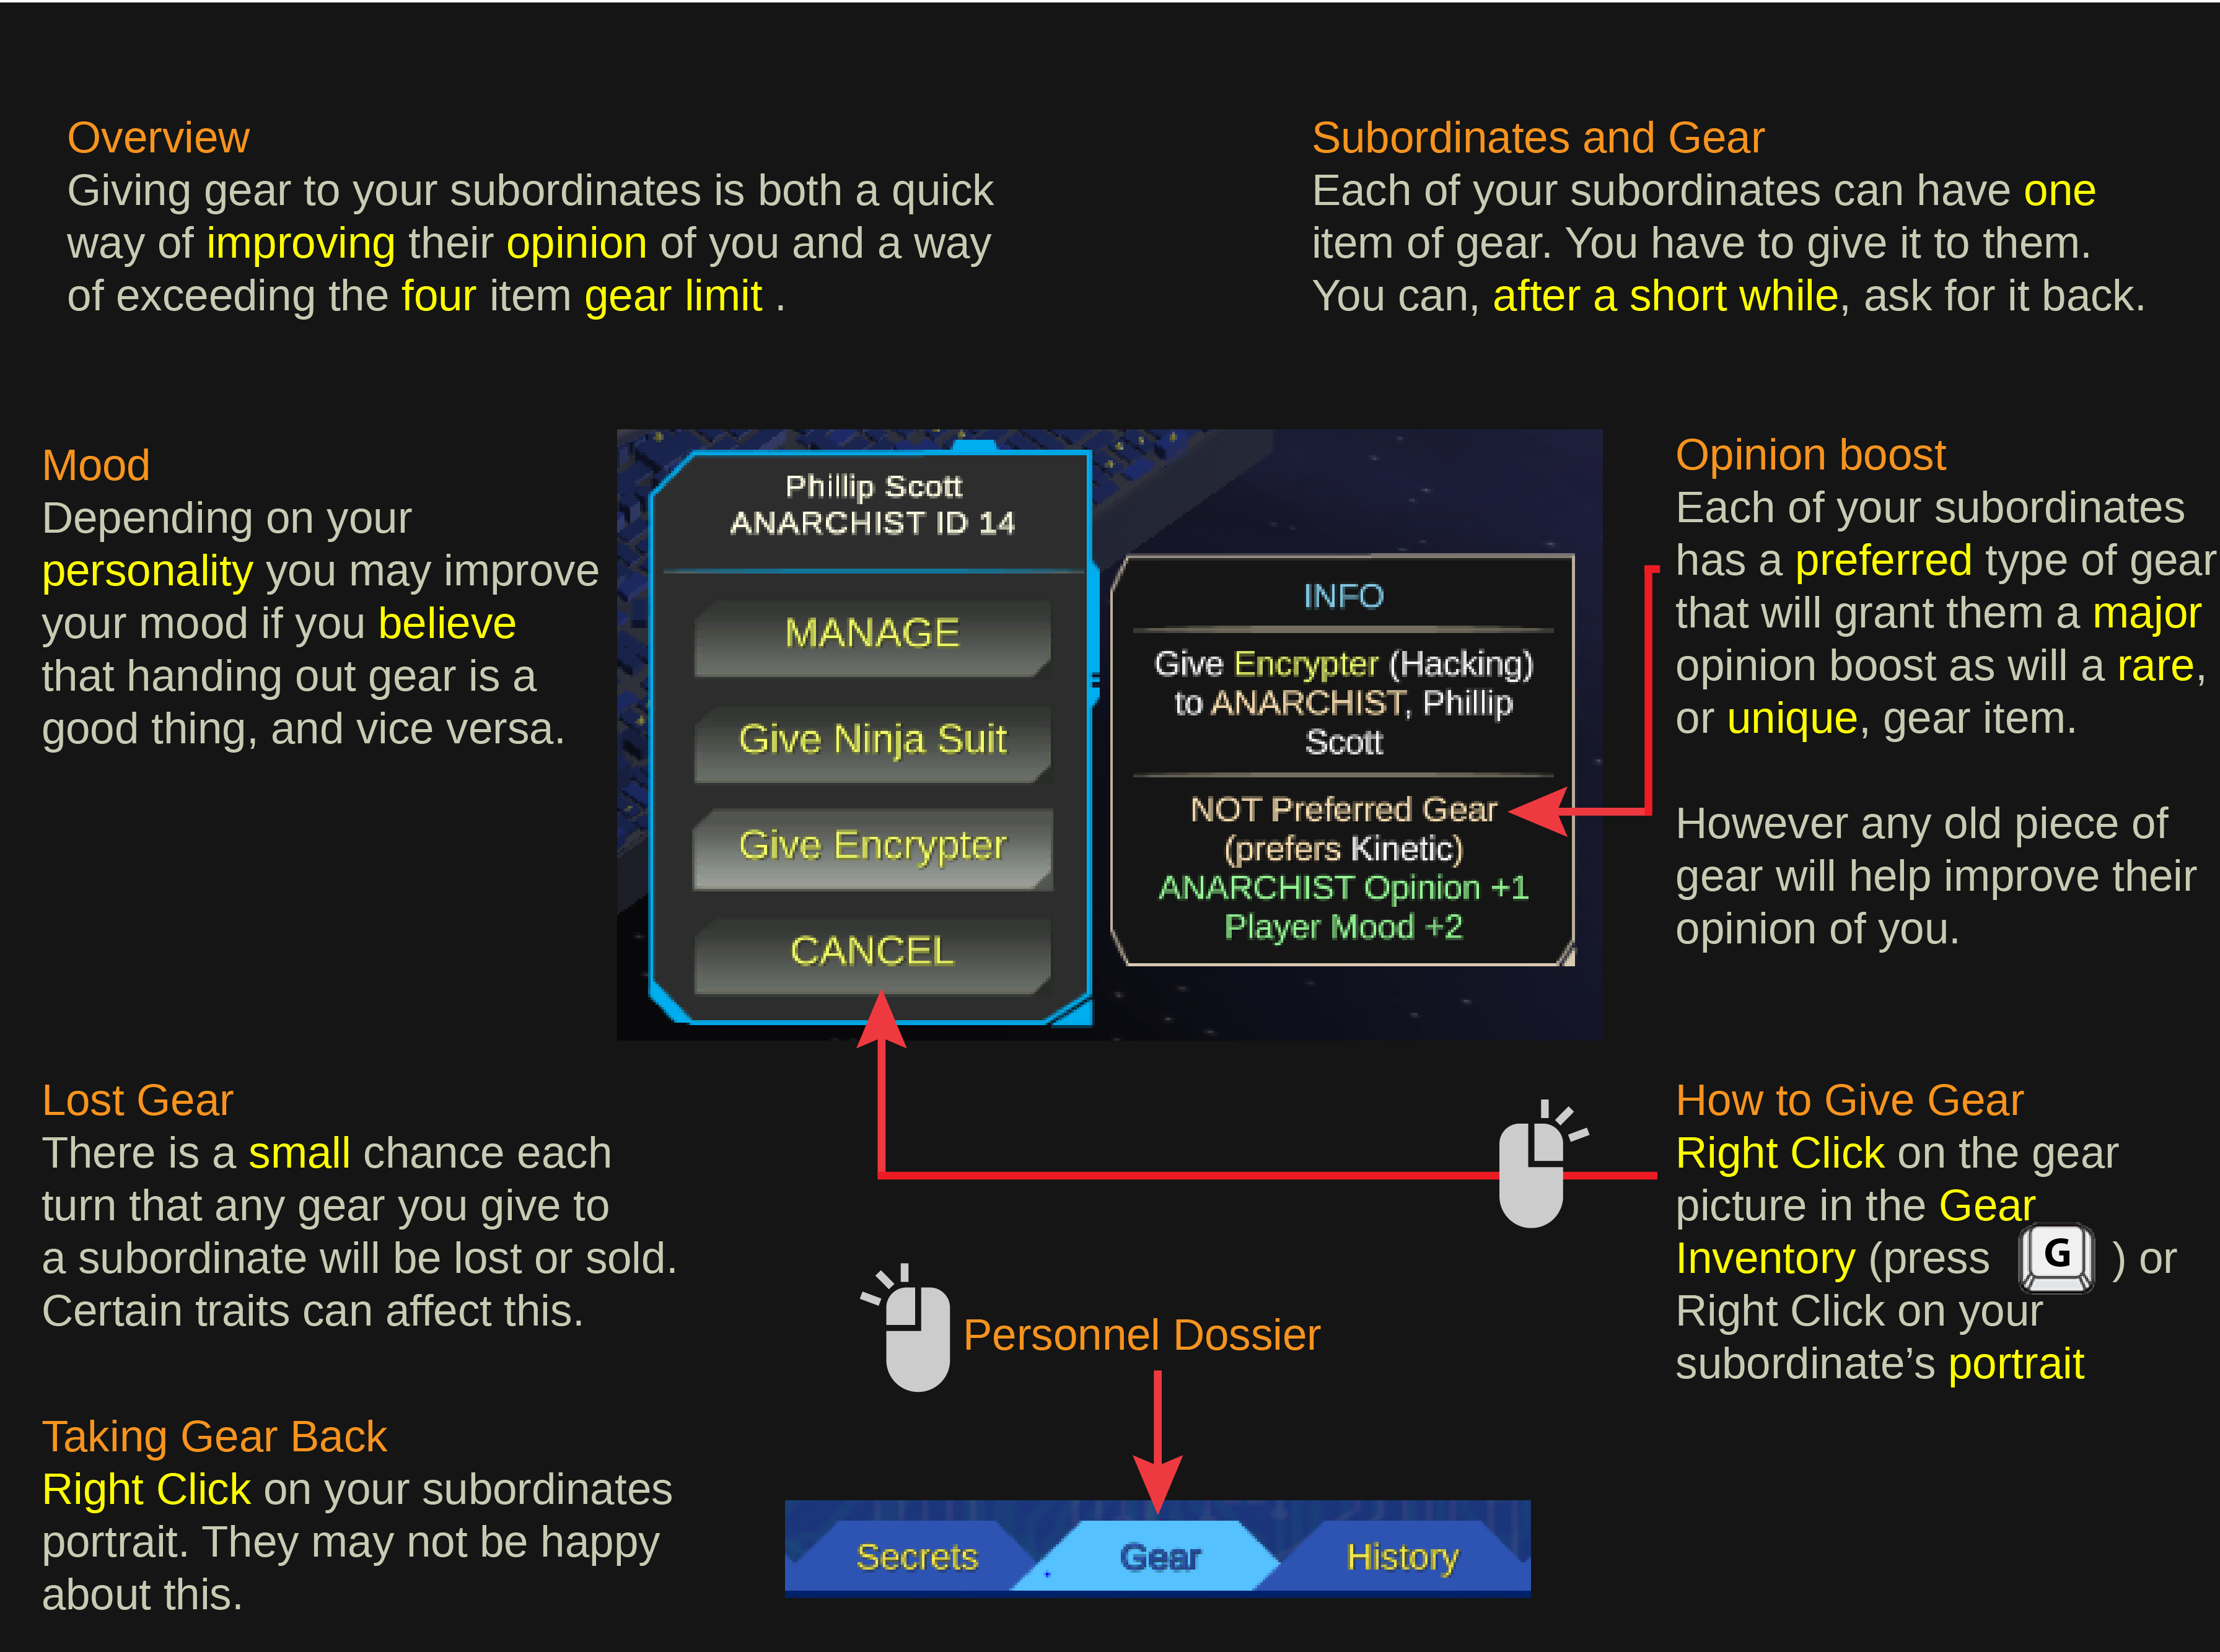 Overview
Giving gear to your subordinates is both a quick
way of improving their opinion of you and a way
of exceeding the four item gear limit .
Subordinates and Gear
Each of your subordinates can have one
item of gear. You have to give it to them.
You can, after a short while, ask for it back.
Mood
Depending on your
personality you may improve
your mood if you believe
that handing out gear is a
good thing, and vice versa.
Phillip Scott
ANARCHIST ID 14
MANAGE
Give Ninja Suit
Give Encrypter
CANCEL
INFO
Give Encrypter (Hacking)
to ANARCHIST, Phillip
Scott
NOT Preferred Gear
(prefers Kinetic)
ANARCHIST Opinion +1
Player Mood +2
Opinion boost
Each of your subordinates
has a preferred type of gear
that will grant them a major
opinion boost as will a rare,
or unique, gear item.
However any old piece of
gear will help improve their
opinion of you.
Lost Gear
There is a small chance each
turn that any gear you give to
a subordinate will be lost or sold.
Certain traits can affect this.
How to Give Gear
Right Click on the gear
picture in the Gear
Inventory (press G ) or
Right Click on your
subordinate’s portrait
Personnel Dossier
Taking Gear Back
Right Click on your subordinates
portrait. They may not be happy
about this.
Secrets
Gear
History